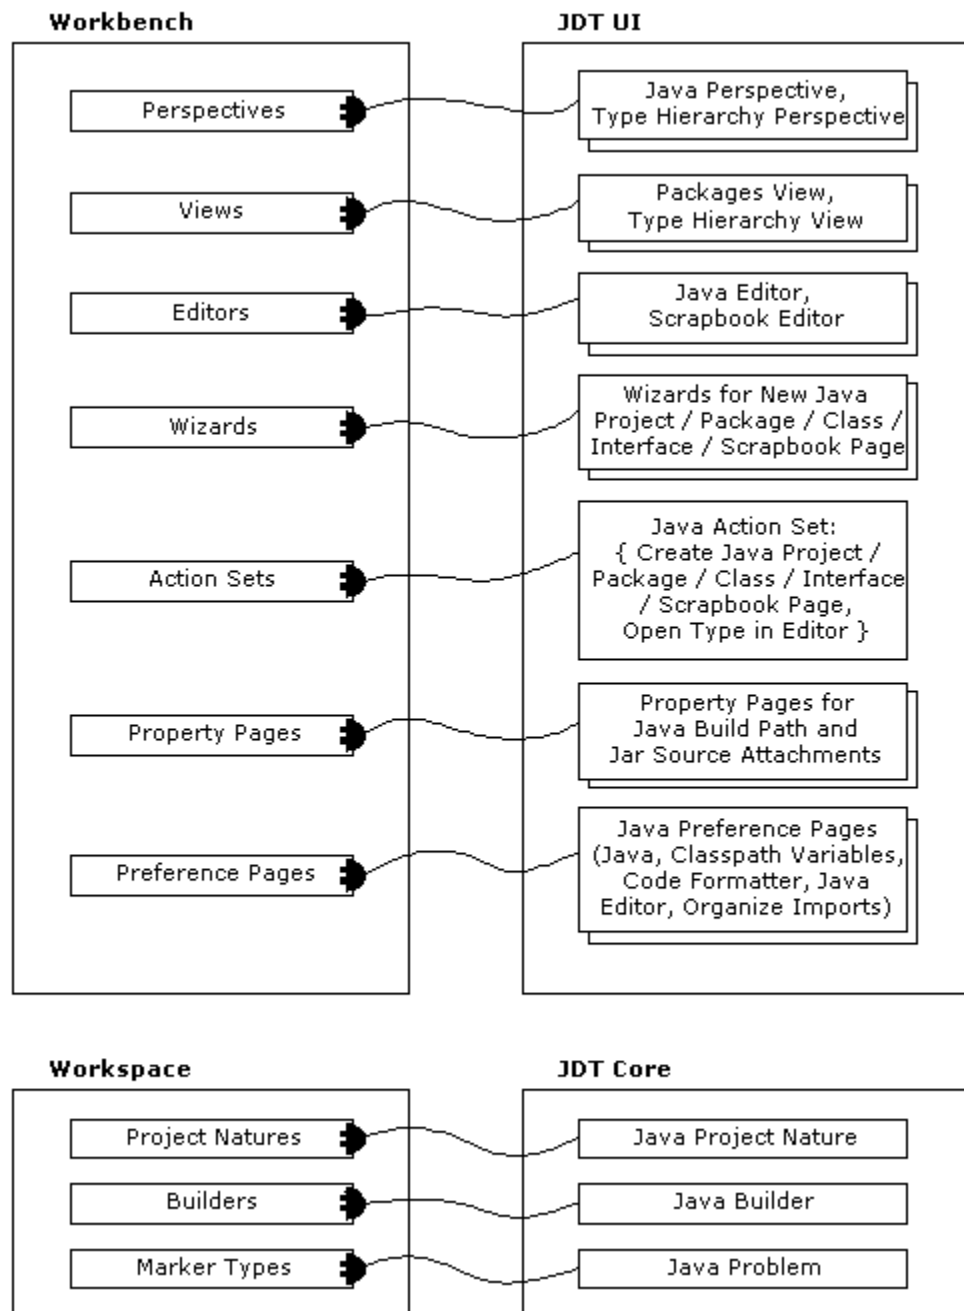 Workbench
JDT UI
Perspectives
Java Perspective,
Type Hierarchy Perspective
Views
Packages View,
Type Hierarchy View
Editors
Java Editor,
Scrapbook Editor
Wizards
Wizards for New Java
Project / Package / Class /
Interface / Scrapbook Page
Action Sets
Java Action Set:
{ Create Java Project /
Package / Class / Interface
/ Scrapbook Page,
Open Type in Editor }
Property Pages
Property Pages for
Java Build Path and
Jar Source Attachments
Preference Pages
Java Preference Pages
(Java, Classpath Variables,
Code Formatter, Java
Editor, Organize Imports)
Workspace
JDT Core
Project Natures
Java Project Nature
Builders
Java Builder
Marker Types
Java Problem